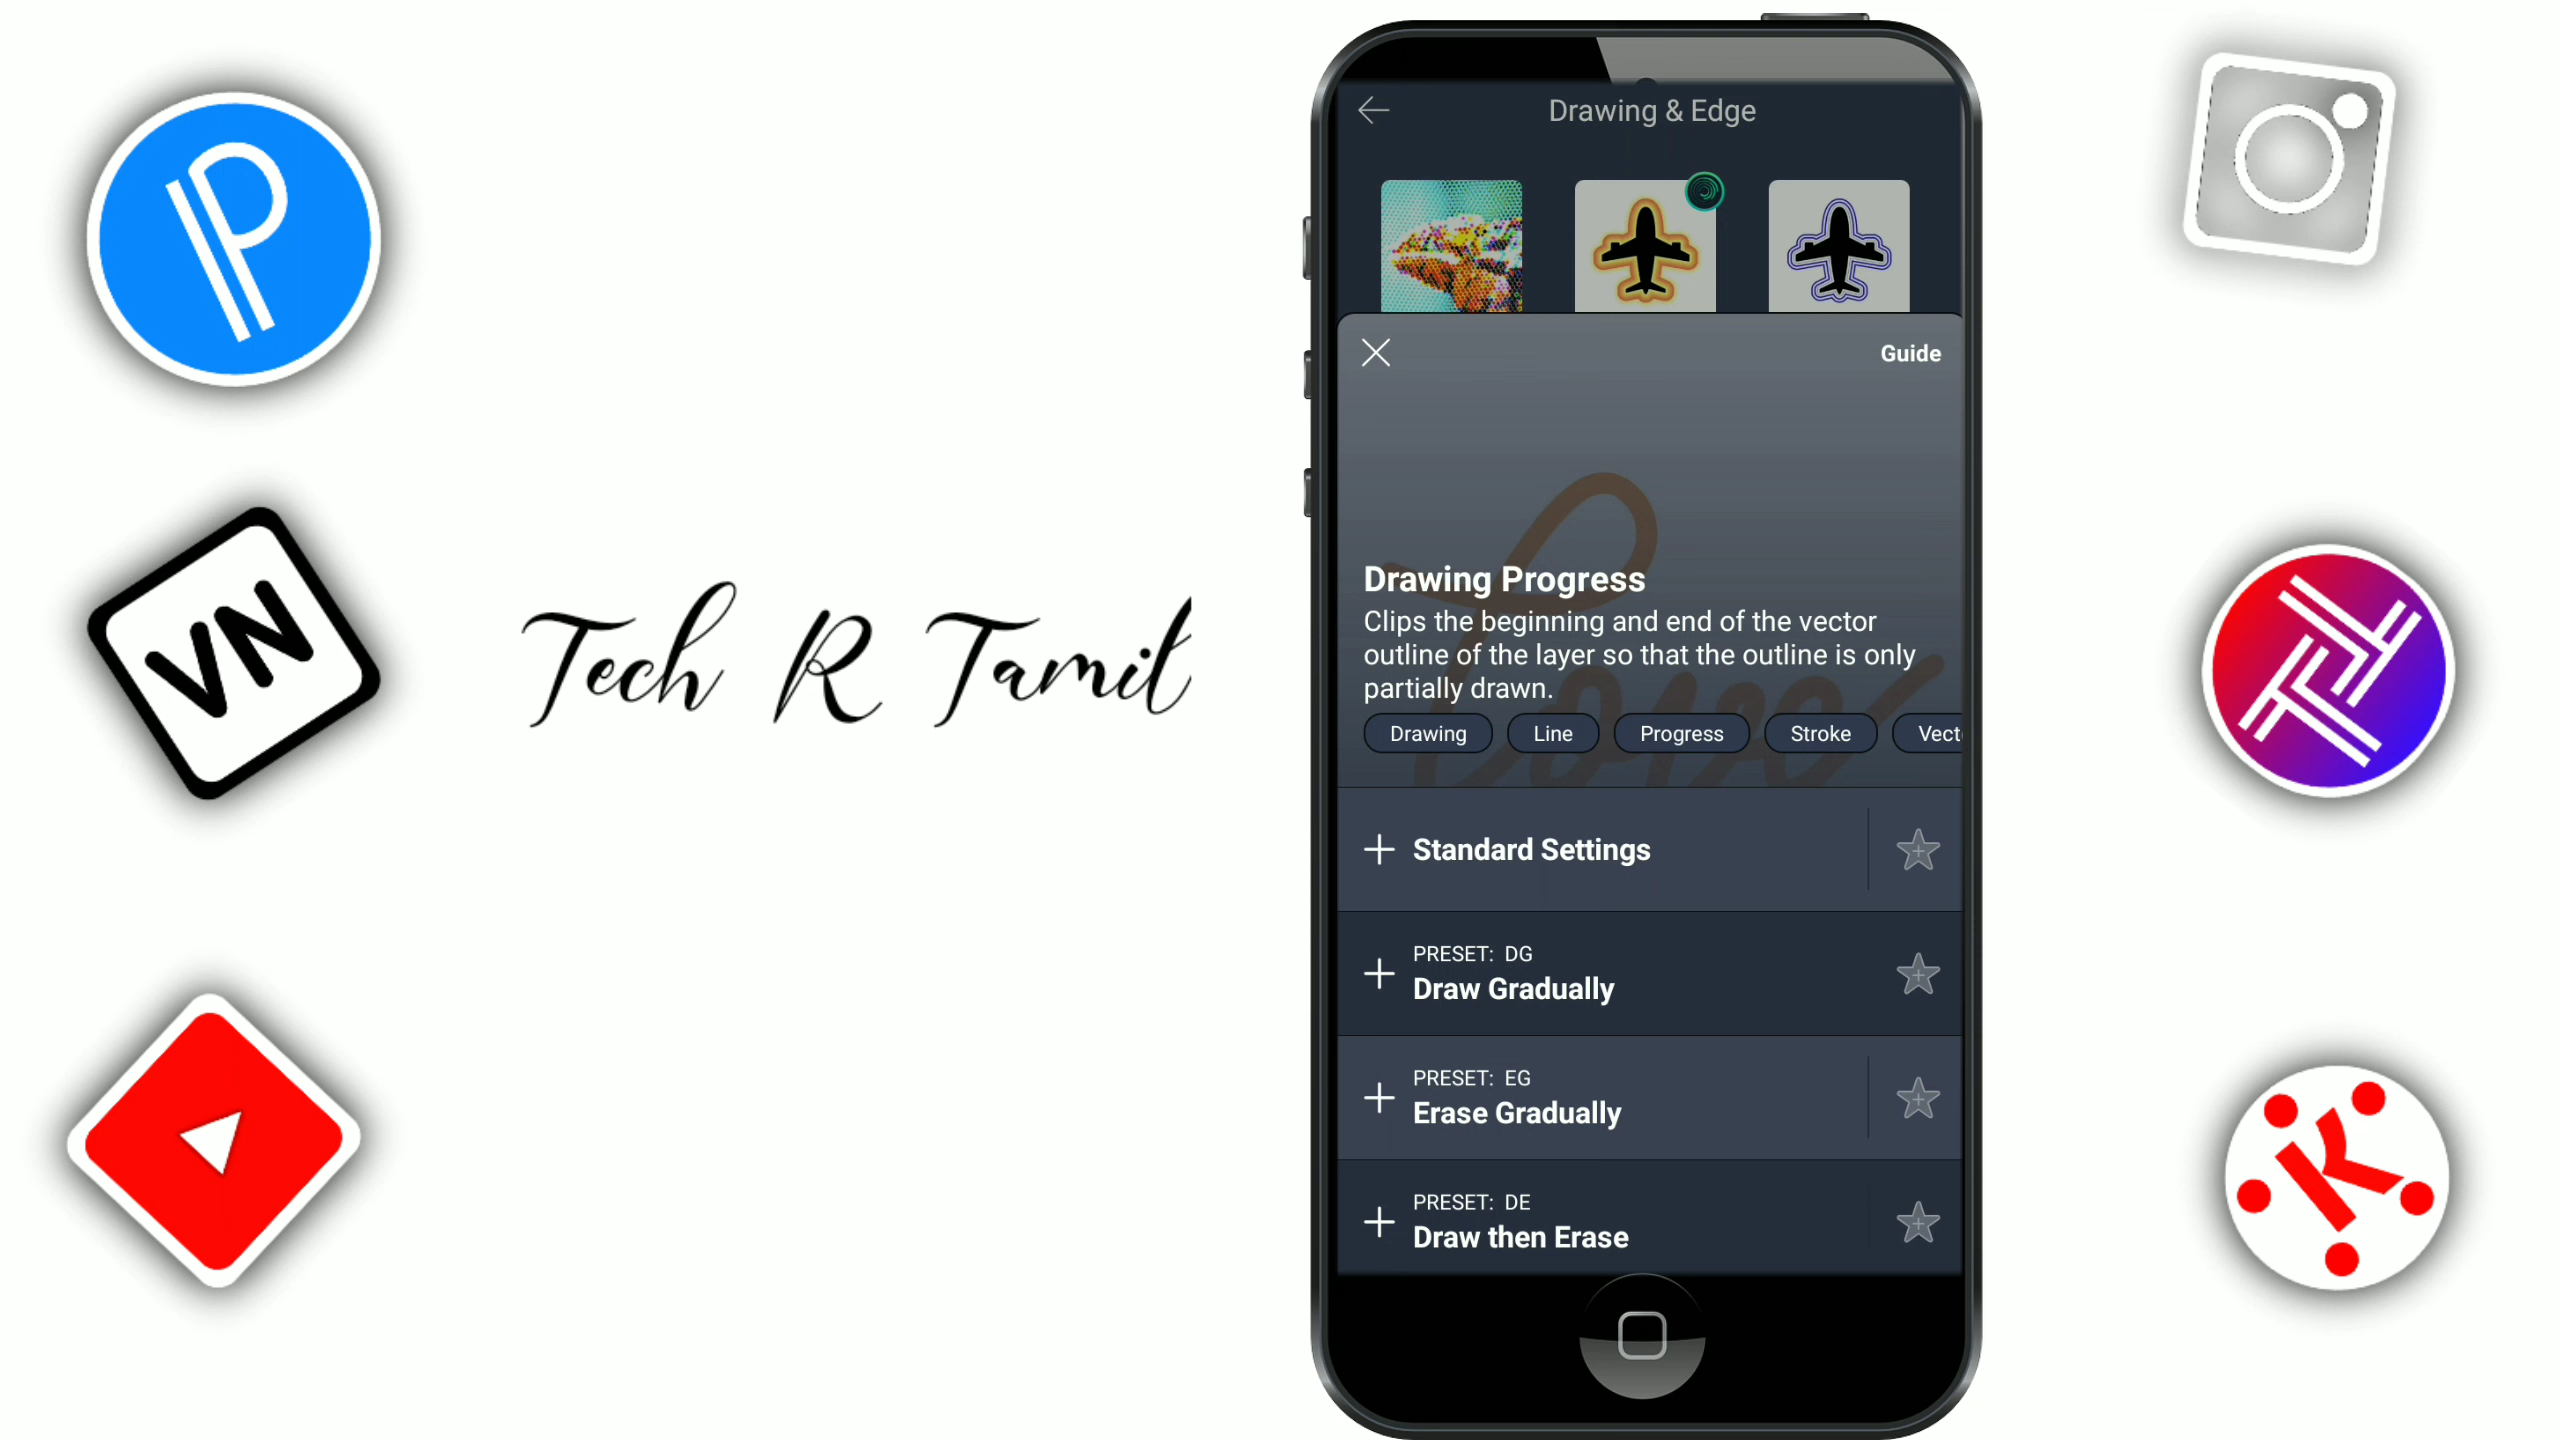 Drawing & Edge
Guide
Drawing Progress
Clips the beginning and end of the vector
outline of the layer so that the outline is only
partially drawn.
Drawing Line Progress Stroke Vect
Standard Settings
PRESET: DG
Draw Gradually
PRESET: EG
Erase Gradually
PRESET: DE
Draw then Erase
Tech R Tamil
VN
Love
K
P